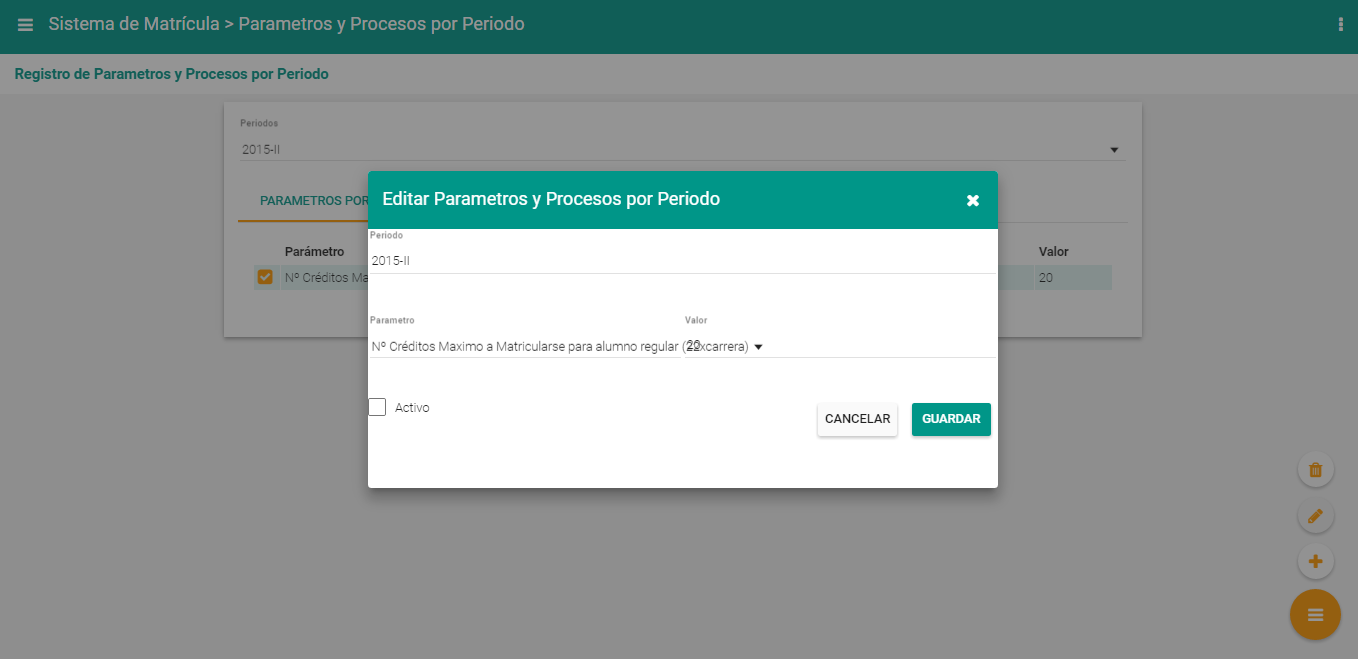 Sistema de Matrícula > Parametros y Procesos por Periodo
Registro de Parametros y Procesos por Periodo
Periodos
2015-II
PARAMETROS POR
Parámetro
Valor
Nº Créditos Ma
20
Editar Parametros y Procesos por Periodo
Periodo
2015-II
Parametro
Valor
Nº Créditos Maximo a Matricularse para alumno regular (22xcarrera)
20
Activo
CANCELAR
GUARDAR